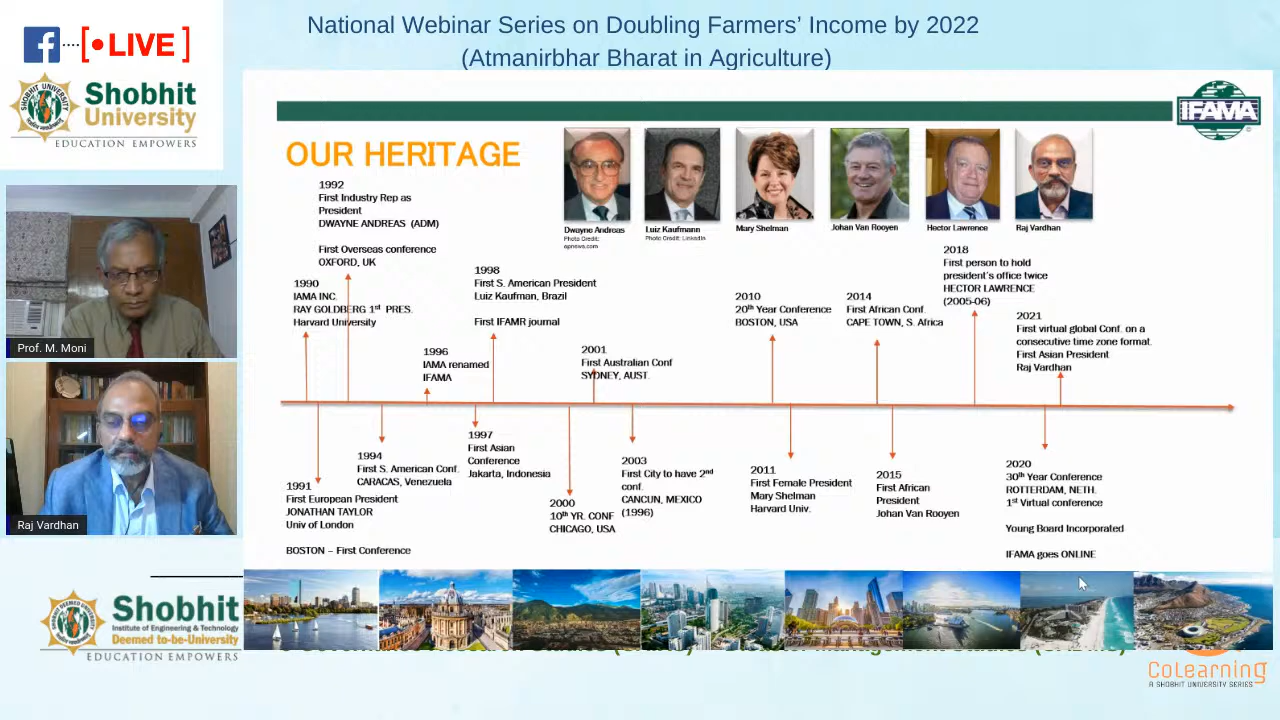 National Webinar Series on Doubling Farmers’ Income by 2022
(Atmanirbhar Bharat in Agriculture)
[•LIVE]
Shobhit
University
EDUCATION EMPOWERS
IFAMA
OUR HERITAGE
Dwayne Andreas
Photo Credit:
Luiz Kaufmann
Photo Credit: LinkedIn
Mary Shelman
Johan Van Rooyen
Hector Lawrence
Raj Vardhan
1992
First Industry Rep as
President
DWAYNE ANDREAS (ADM)
First Overseas conference
OXFORD, UK
1990
IAMA INC.
RAY GOLDBERG 1st PRES.
Harvard University
1998
First S. American President
Luiz Kaufman, Brazil
First IFAMR journal
1996
IAMA renamed
IFAMA
2001
First Australian Conf
SYDNEY, AUST.
2010
20th Year Conference
BOSTON, USA
2014
First African Conf.
CAPE TOWN, S. Africa
2018
First person to hold
president's office twice
HECTOR LAWRENCE
(2005-06)
2021
First virtual global Conf. on a
consecutive time zone format.
First Asian President
Raj Vardhan
1991
First European President
JONATHAN TAYLOR
Univ of London
BOSTON – First Conference
1994
First S. American Conf.
CARACAS, Venezuela
1997
First Asian
Conference
Jakarta, Indonesia
2000
10th YR. CONF
CHICAGO, USA
2003
First City to have 2nd
conf.
CANCUN, MEXICO
(1996)
2011
First Female President
Mary Shelman
Harvard Univ.
2015
First African
President
Johan Van Rooyen
2020
30th Year Conference
ROTTERDAM, NETH.
1st Virtual conference
Young Board Incorporated
IFAMA goes ONLINE
Prof. M. Moni
Raj Vardhan
Shobhit
Institute of Engineering & Technology
Deemed to-be-University
EDUCATION EMPOWERS
CoLearning
A SHOBHIT UNIVERSITY SERIES